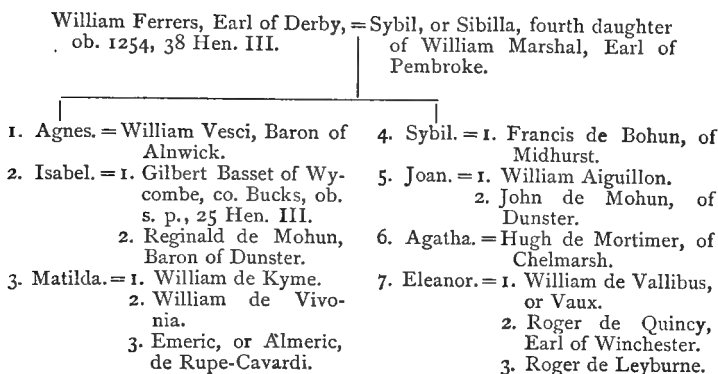 William Ferrers, Earl of Derby, = Sybil, or Sibilla, fourth daughter
ob. 1254, 38 Hen. III.
of William Marshal, Earl of
Pembroke.
1. Agnes. = William Vesci, Baron of
Alnwick.
2. Isabel. = 1. Gilbert Basset of Wy-
combe, co. Bucks, ob.
s. p., 25 Hen. III.
2. Reginald de Mohun,
Baron of Dunster.
3. Matilda. = 1. William de Kyme.
2. William de Vivo-
nia.
3. Emeric, or Almeric,
de Rupe-Cavardi.
4. Sybil. = 1. Francis de Bohun, of
Midhurst.
5. Joan. = 1. William Aiguillon.
2. John de Mohun, of
Dunster.
6. Agatha. = Hugh de Mortimer, of
Chelmarsh.
7. Eleanor. = 1. William de Vallibus,
or Vaux.
2. Roger de Quincy,
Earl of Winchester.
3. Roger de Leyburne.